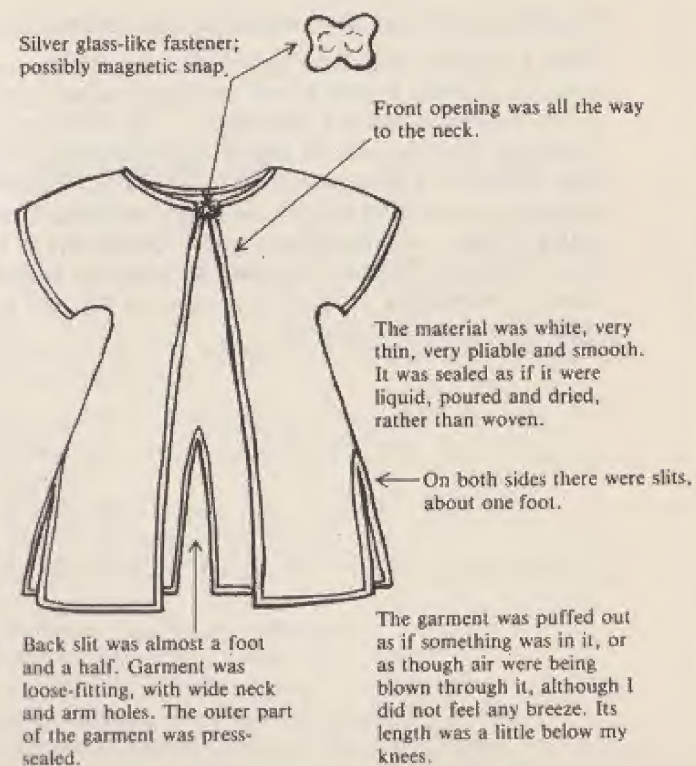 Silver glass-like fastener;
possibly magnetic snap.
Front opening was all the way
to the neck.
The material was white, very
thin, very pliable and smooth.
It was sealed as if it were
liquid, poured and dried,
rather than woven.
On both sides there were slits,
about one foot.
Back slit was almost a foot
and a half. Garment was
loose-fitting, with wide neck
and arm holes. The outer part
of the garment was press-
sealed.
The garment was puffed out
as if something was in it, or
as though air were being
blown through it, although I
did not feel any breeze. Its
length was a little below my
knees.